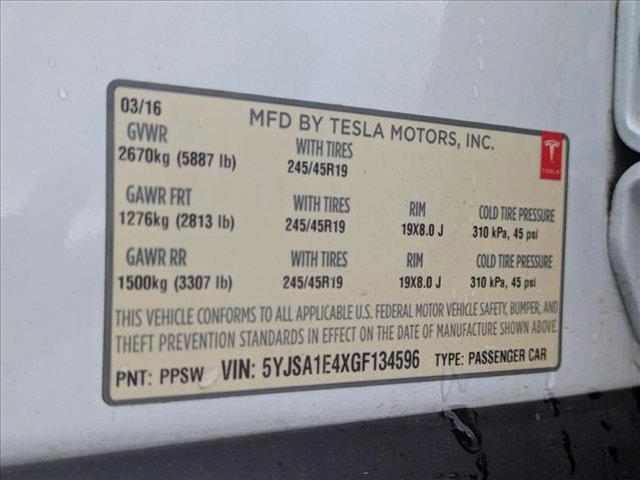 03/16
MFD BY TESLA MOTORS, INC.
GVWR
2670kg (5887 lb)
WITH TIRES
245/45R19
TESLA
GAWR FRT
1276kg (2813 lb)
WITH TIRES
245/45R19
RIM
19X8.0 J
COLD TIRE PRESSURE
310 kPa, 45 psi
GAWR RR
1500kg (3307 lb)
WITH TIRES
245/45R19
RIM
19X8.0 J
COLD TIRE PRESSURE
310 kPa, 45 psi
THIS VEHICLE CONFORMS TO ALL APPLICABLE U.S. FEDERAL MOTOR VEHICLE SAFETY, BUMPER, AND
THEFT PREVENTION STANDARDS IN EFFECT ON THE DATE OF MANUFACTURE SHOWN ABOVE.
PNT: PPSW VIN: 5YJSA1E4XGF134596 TYPE: PASSENGER CAR